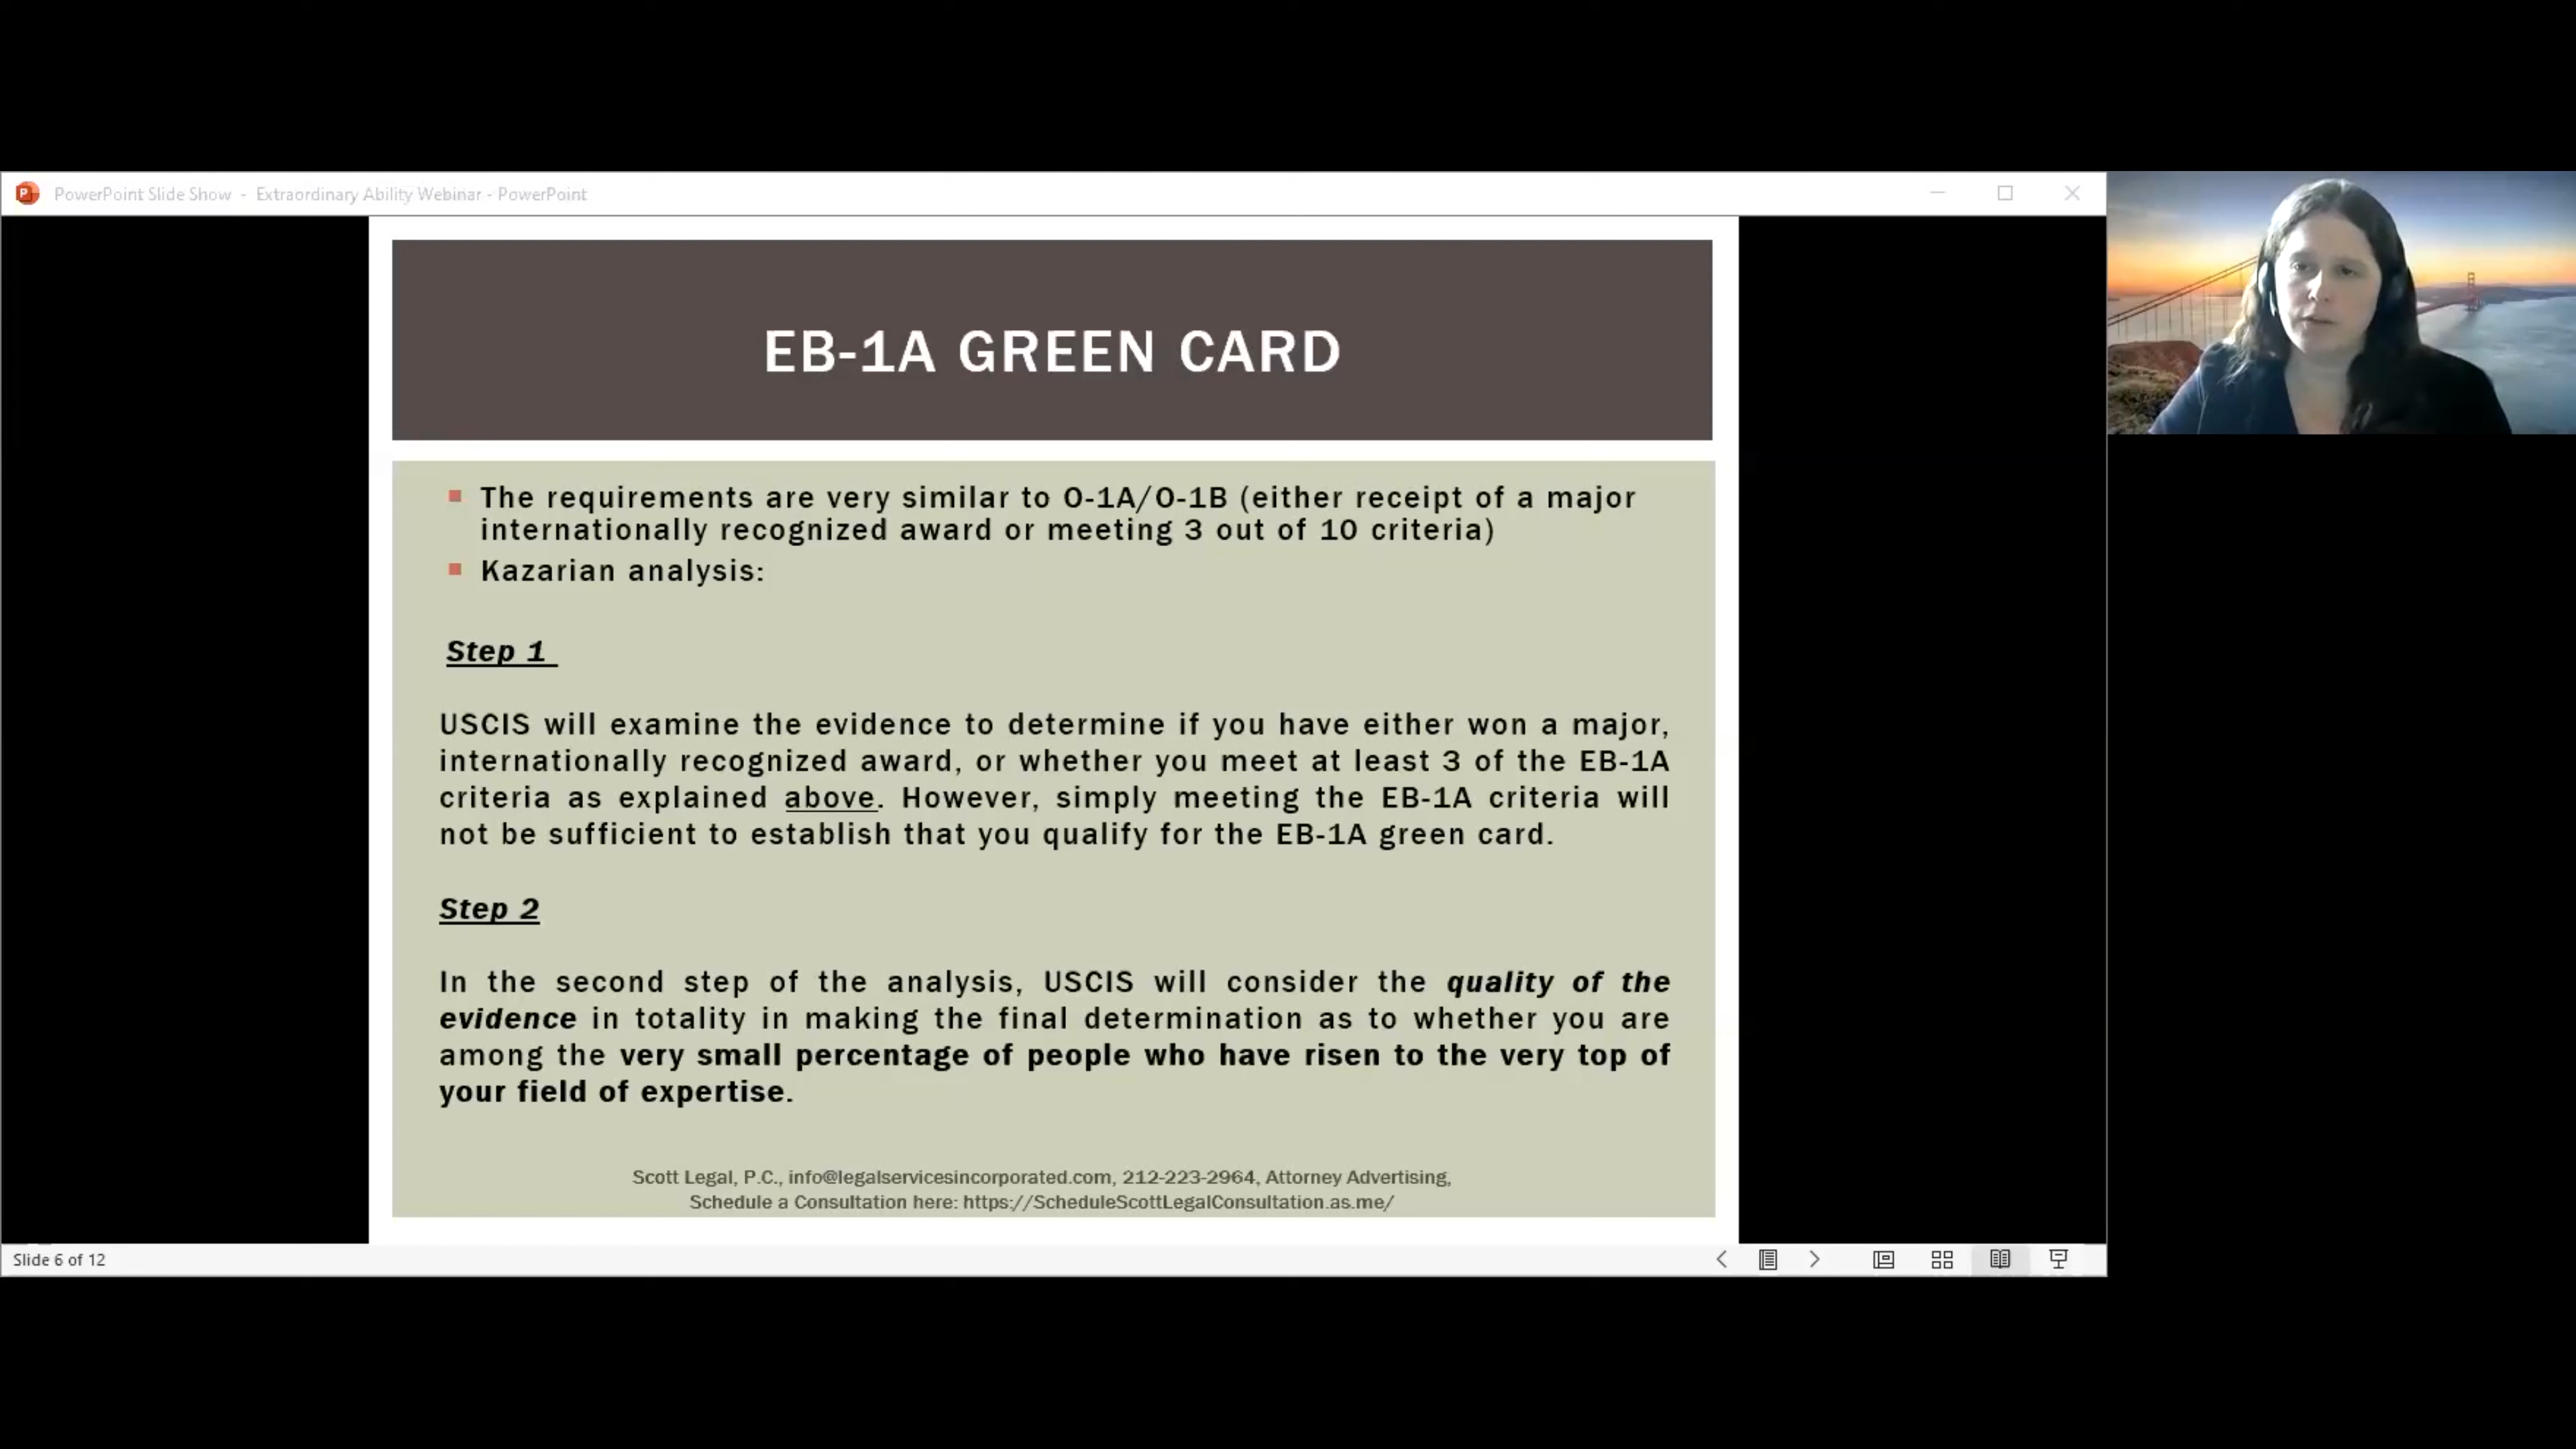 PowerPoint Slide Show - Extraordinary Ability Webinar - PowerPoint
EB-1A GREEN CARD
The requirements are very similar to O-1A/O-1B (either receipt of a major
internationally recognized award or meeting 3 out of 10 criteria)
Kazarian analysis:
Step 1
USCIS will examine the evidence to determine if you have either won a major,
internationally recognized award, or whether you meet at least 3 of the EB-1A
criteria as explained above. However, simply meeting the EB-1A criteria will
not be sufficient to establish that you qualify for the EB-1A green card.
Step 2
In the second step of the analysis, USCIS will consider the quality of the
evidence in totality in making the final determination as to whether you are
among the very small percentage of people who have risen to the very top of
your field of expertise.
Scott Legal, P.C., info@legalservicesincorporated.com, 212-223-2964, Attorney Advertising,
Schedule a Consultation here: https://ScheduleScottLegalConsultation.as.me/
Slide 6 of 12